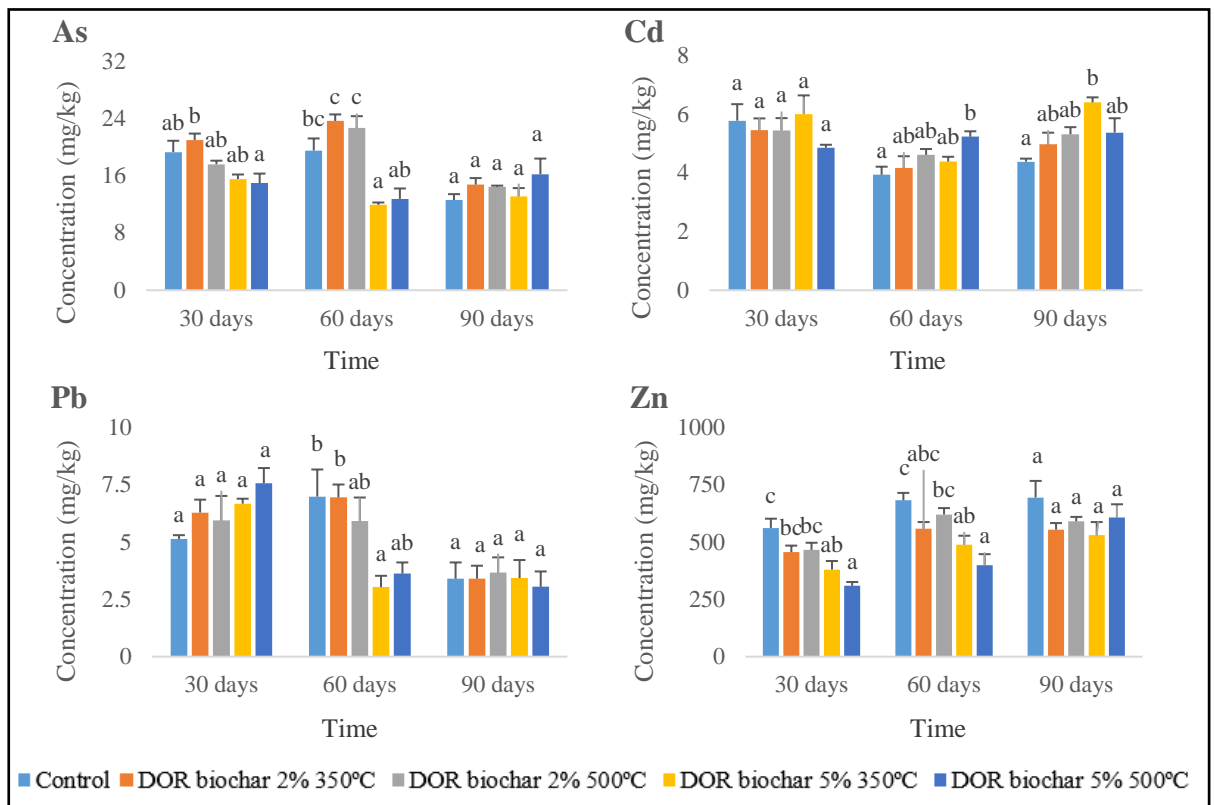 As
Concentration (mg/kg)
32
24
16
8
0
ab b ab ab a
bc c c a ab
a a a a a
30 days 60 days 90 days
Time
Cd
Concentration (mg/kg)
8
6
4
2
0
a a a a a
a ab ab a b
a ab ab b ab
30 days 60 days 90 days
Time
Pb
Concentration (mg/kg)
10
7.5
5
2.5
0
a a a a a
b b ab a ab
a a a a a
30 days 60 days 90 days
Time
Zn
Concentration (mg/kg)
1000
750
500
250
0
c bc bc ab a
c abc bc ab a
a a a a a
30 days 60 days 90 days
Time
Control DOR biochar 2% 350ºC DOR biochar 2% 500ºC DOR biochar 5% 350ºC DOR biochar 5% 500ºC